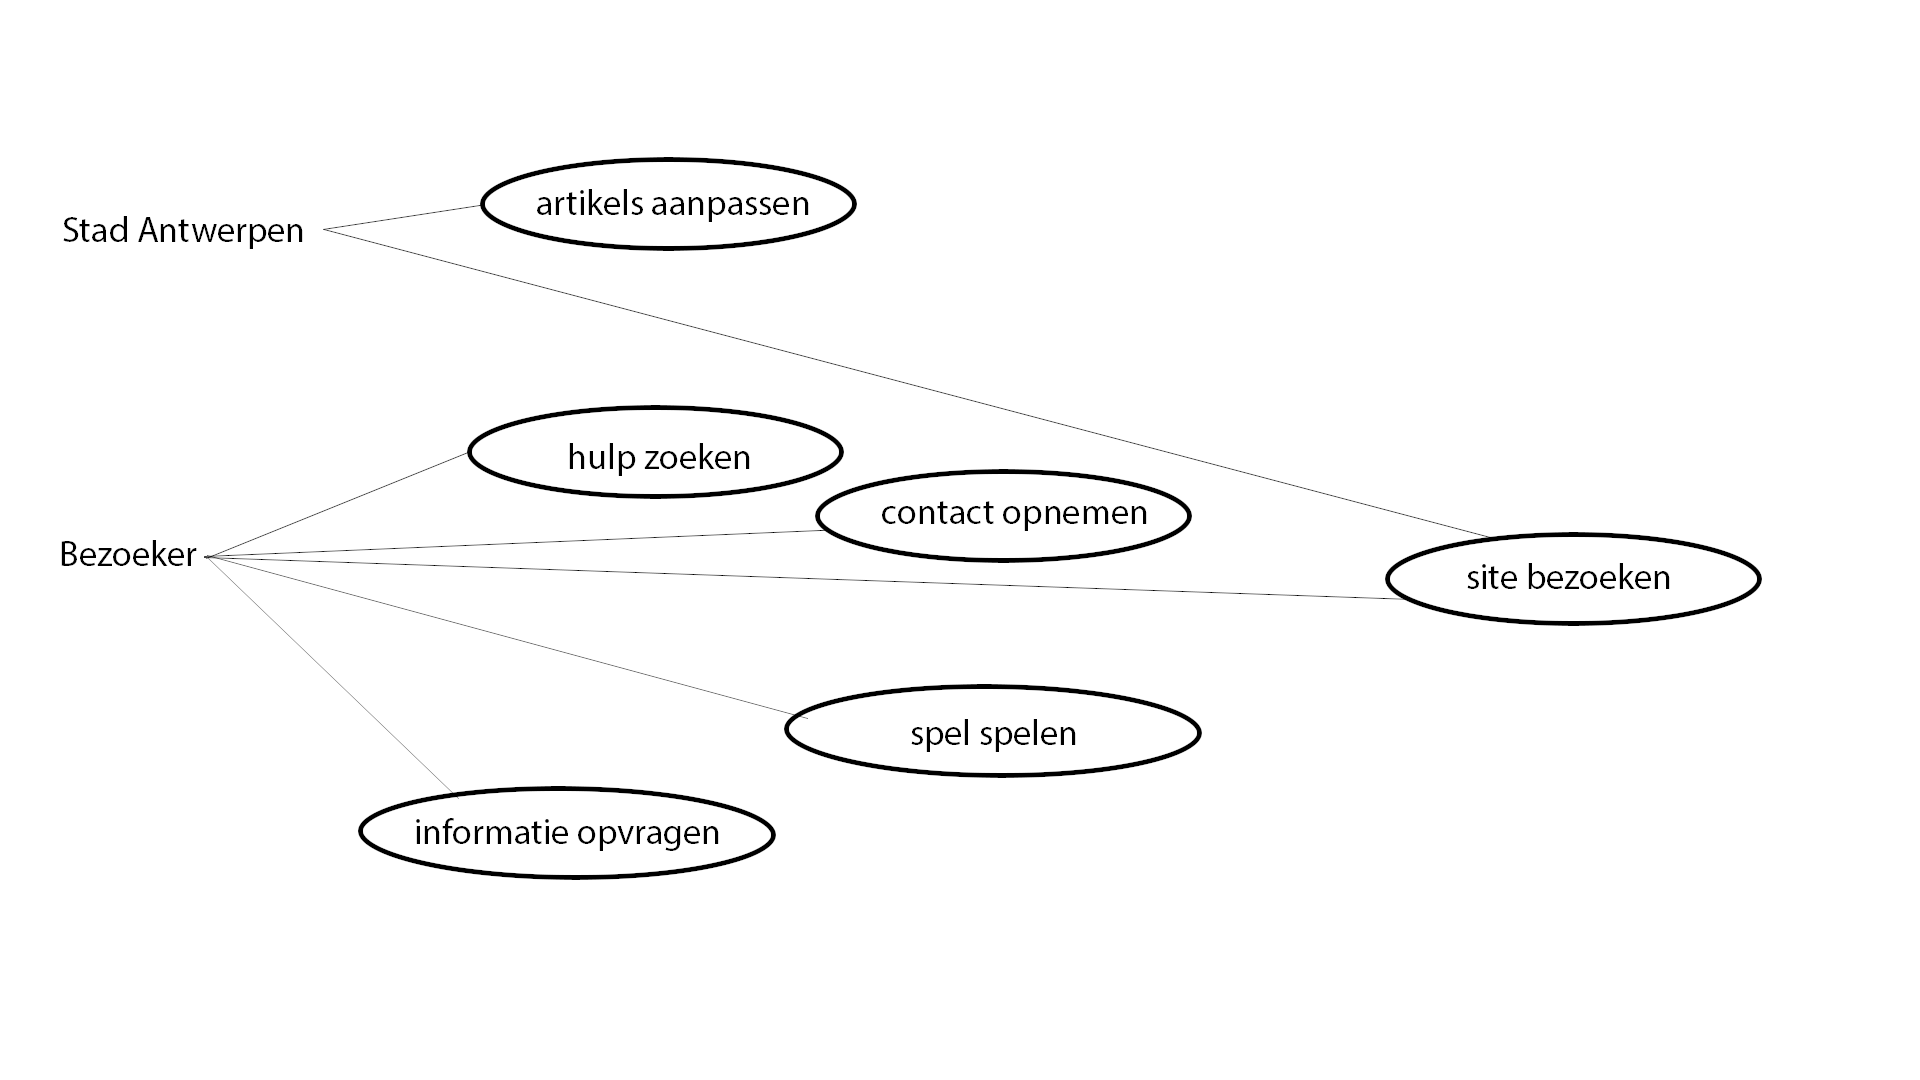 artikels aanpassen
Stad Antwerpen
hulp zoeken
contact opnemen
Bezoeker
site bezoeken
spel spelen
informatie opvragen